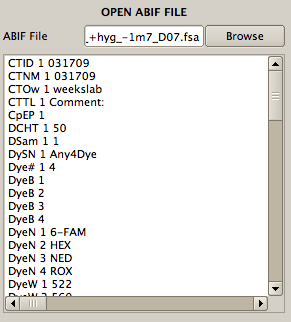 OPEN ABIF FILE
ABIF File
_+hyg_-1m7_D07.fsa
Browse
CTID 1 031709
CTNM 1 031709
CTOw 1 weekslab
CTTL 1 Comment:
CpEP 1
DCHT 1 50
DSam 1 1
DySN 1 Any4Dye
Dye# 1 4
DyeB 1
DyeB 2
DyeB 3
DyeB 4
DyeN 1 6-FAM
DyeN 2 HEX
DyeN 3 NED
DyeN 4 ROX
DyeW 1 522
DyeW 2